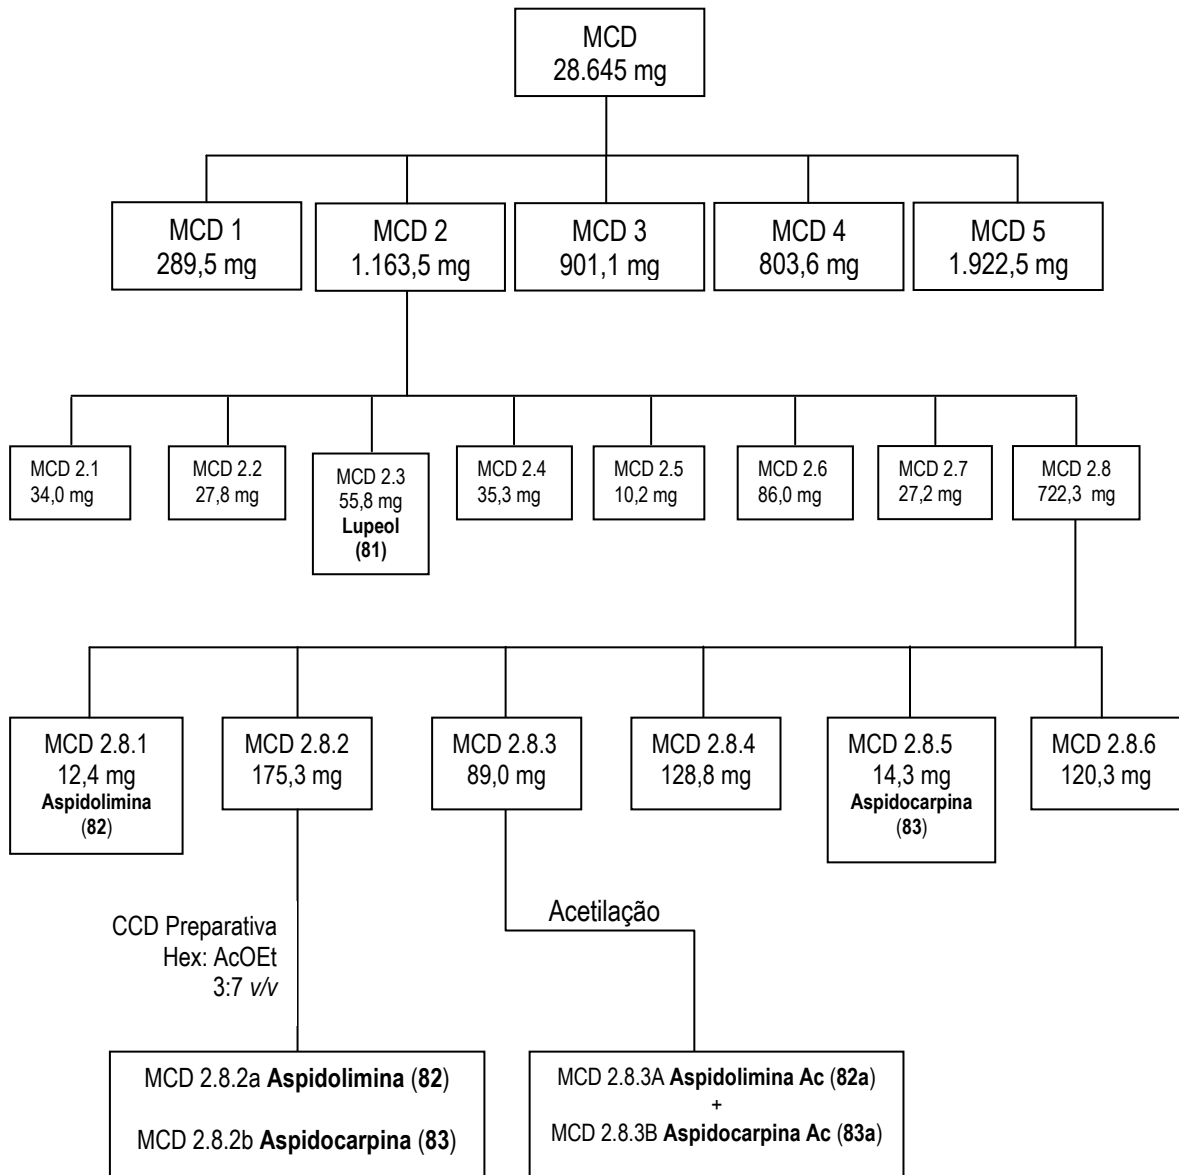 MCD
28.645 mg
MCD 1
289,5 mg
MCD 2
1.163,5 mg
MCD 3
901,1 mg
MCD 4
803,6 mg
MCD 5
1.922,5 mg
MCD 2.1
34,0 mg
MCD 2.2
27,8 mg
MCD 2.3
55,8 mg
Lupeol
(81)
MCD 2.4
35,3 mg
MCD 2.5
10,2 mg
MCD 2.6
86,0 mg
MCD 2.7
27,2 mg
MCD 2.8
722,3 mg
MCD 2.8.1
12,4 mg
Aspidolimina
(82)
MCD 2.8.2
175,3 mg
MCD 2.8.3
89,0 mg
MCD 2.8.4
128,8 mg
MCD 2.8.5
14,3 mg
Aspidocarpina
(83)
MCD 2.8.6
120,3 mg
CCD Preparativa
Hex: AcOEt
3:7 v/v
Acetilação
MCD 2.8.2a Aspidolimina (82)
MCD 2.8.2b Aspidocarpina (83)
MCD 2.8.3A Aspidolimina Ac (82a)
+
MCD 2.8.3B Aspidocarpina Ac (83a)